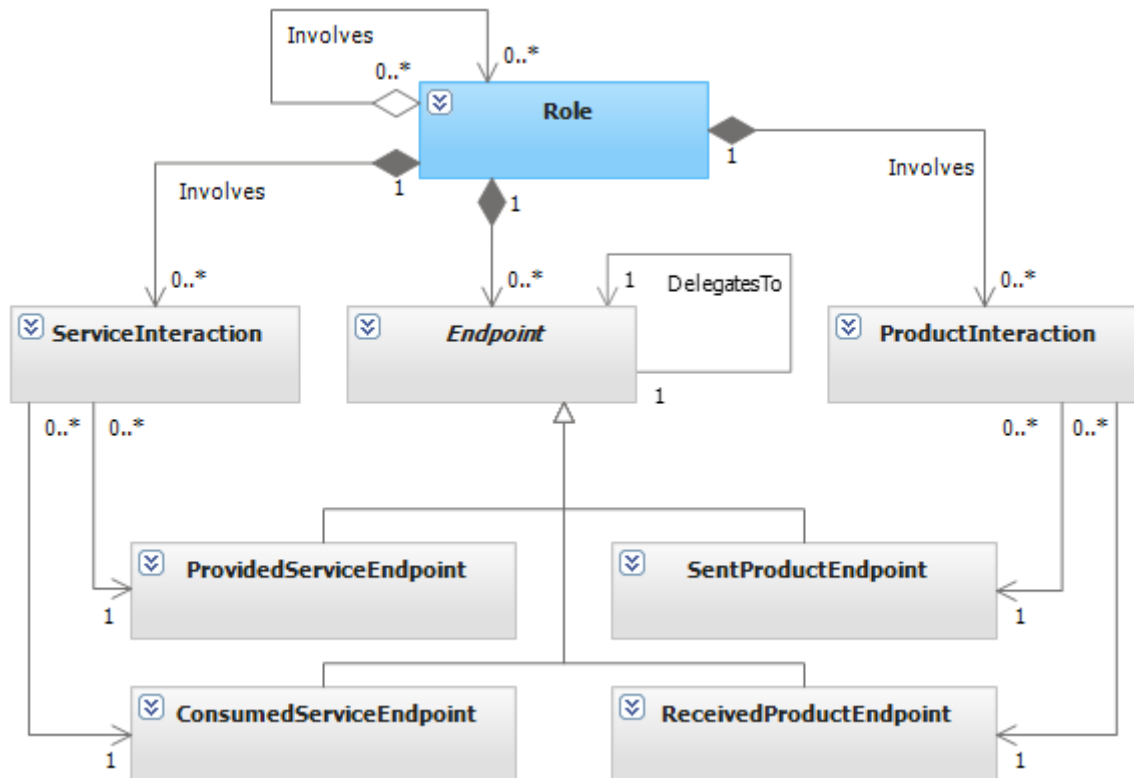 Involves
0..*
0..*
Role
1
1
1
Involves
Involves
0..*
0..*
0..*
1
DelegatesTo
ServiceInteraction
Endpoint
ProductInteraction
1
0..*
0..*
0..*
0..*
ProvidedServiceEndpoint
SentProductEndpoint
1
1
ConsumedServiceEndpoint
ReceivedProductEndpoint
1
1